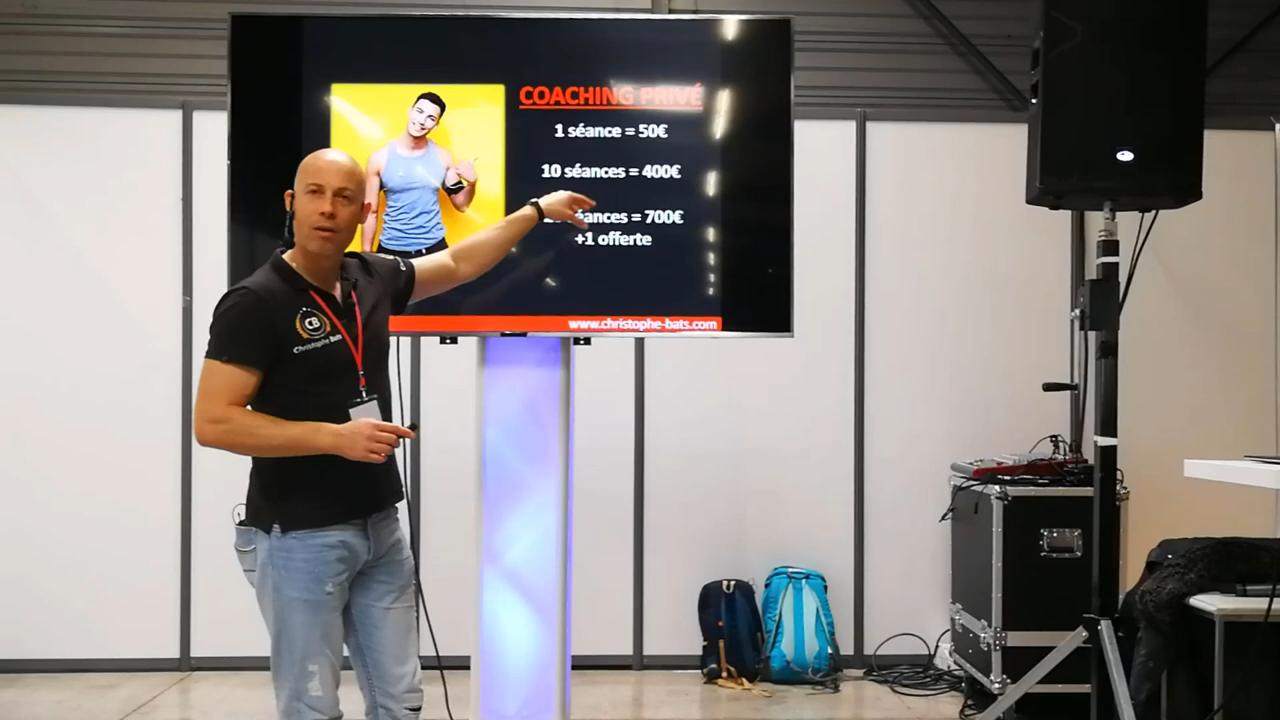 COACHING PRIVÉ
1 séance = 50€
10 séances = 400€
séances = 700€
+1 offerte
www.christophe-bats.com
CB
Christophe Bats